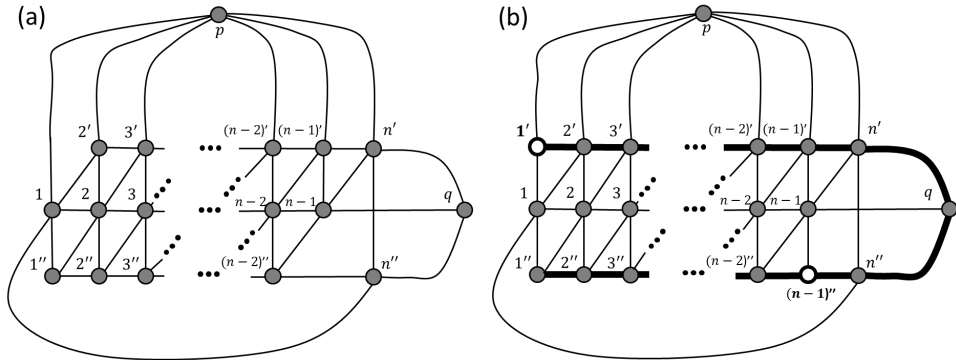 (a)
p
2′ 3′ (n − 2)′ (n − 1)′ n′
1 2 3 n − 2 n − 1 q
1″ 2″ 3″ (n − 2)″ n″
(b)
p
1′ 2′ 3′ (n − 2)′ (n − 1)′ n′
1 2 3 n − 2 n − 1 q
1″ 2″ 3″ (n − 2)″ n″
(n − 1)″